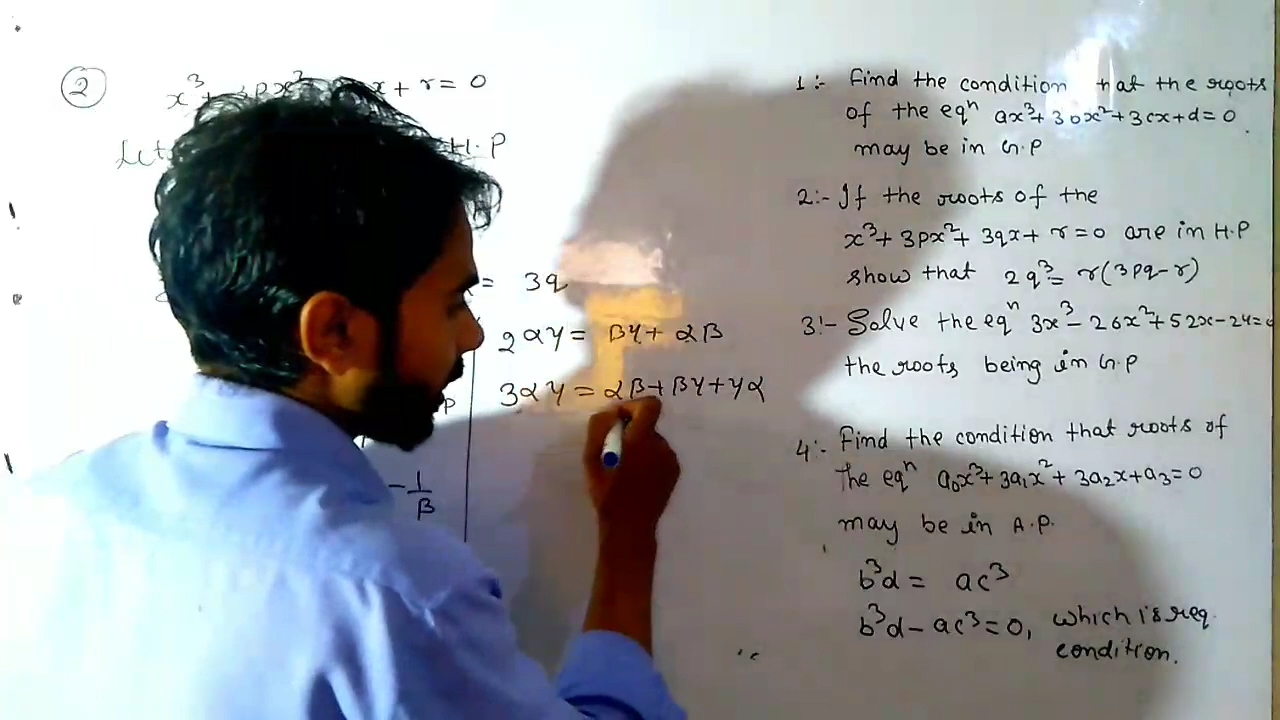 ② x³+ 3px² x + r = 0
Let H.P
= 3q
2αγ = βγ + αβ
3αγ = αβ+βγ+γα
- 1/β
1:- Find the condition that the roots
of the eqⁿ ax³+3bx²+3cx+d=0
may be in G.P
2:- If the roots of the
x³+ 3px²+ 3qx+ r=0 are in H.P
show that 2q³= r(3pq-r)
3:- Solve the eqⁿ 3x³-26x²+52x-24=0
the roots being in G.P
4:- Find the condition that roots of
the eqⁿ a₀x³+3a₁x²+3a₂x+a₃=0
may be in A.P.
b³d = ac³
b³d-ac³=0, which is req.
condition.